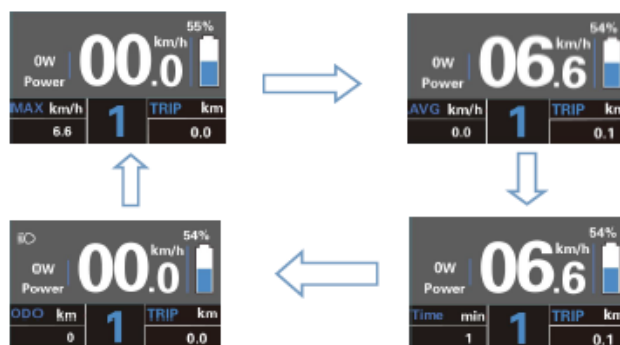 55%
0W 00.0 km/h
Power
MAX km/h 1 TRIP km
6.6 0.0
54%
0W 06.6 km/h
Power
AVG km/h 1 TRIP km
0.0 0.1
54%
0W 06.6 km/h
Power
Time min 1 TRIP km
1 0.1
54%
0W 00.0 km/h
Power
ODO km 1 TRIP km
0 0.0